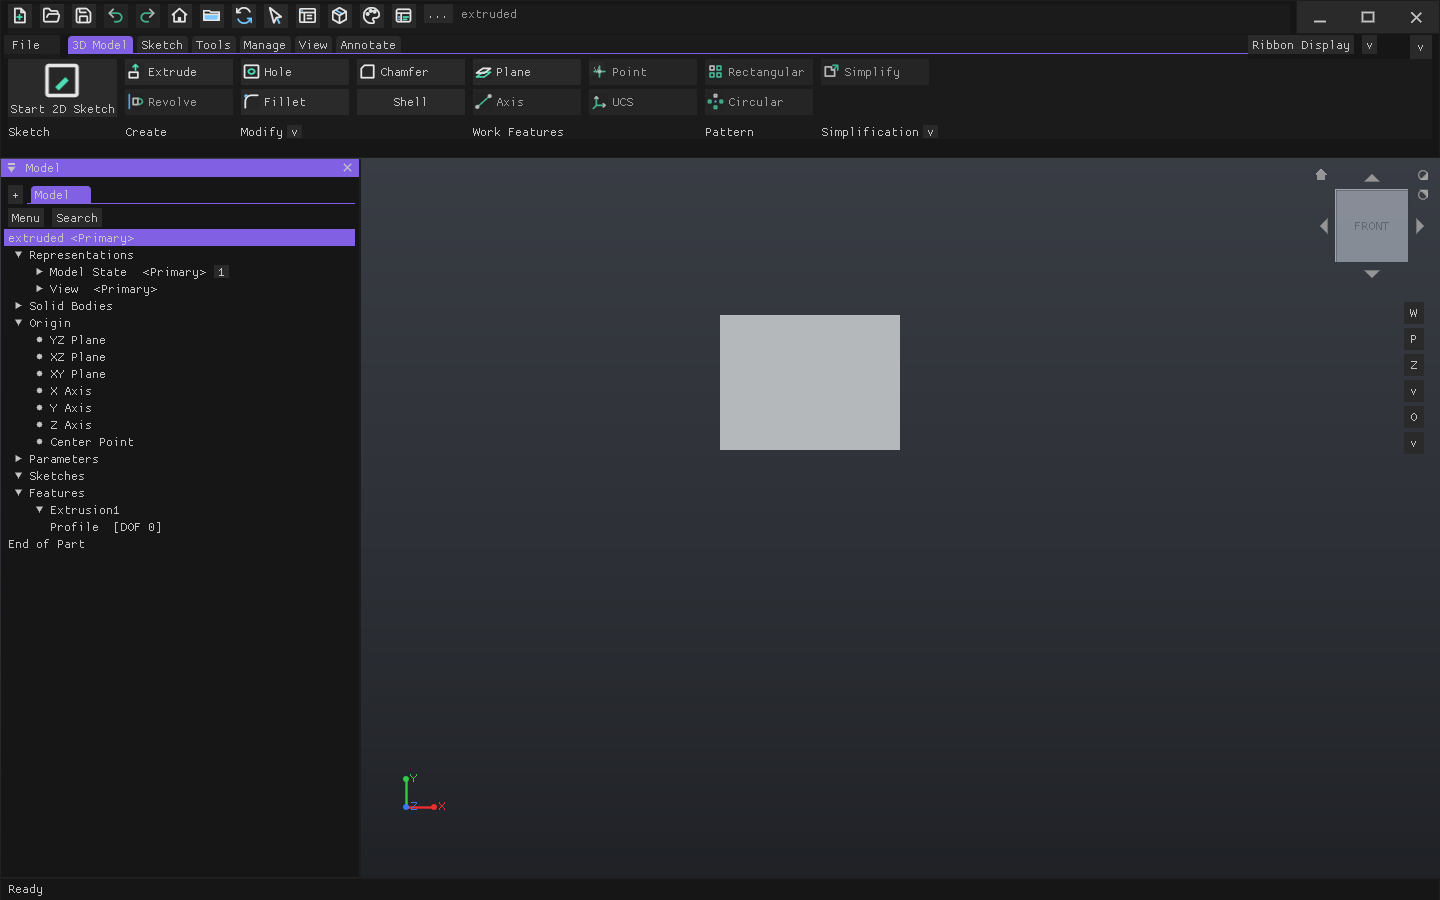 ... extruded
File 3D Model Sketch Tools Manage View Annotate Ribbon Display v v
Start 2D Sketch
Extrude Hole Chamfer Plane Point Rectangular Simplify
Revolve Fillet Shell Axis UCS Circular
Sketch Create Modify v Work Features Pattern Simplification v
Model
+ Model
Menu Search
extruded <Primary>
Representations
Model State <Primary> 1
View <Primary>
Solid Bodies
Origin
YZ Plane
XZ Plane
XY Plane
X Axis
Y Axis
Z Axis
Center Point
Parameters
Sketches
Features
Extrusion1
Profile [DOF 0]
End of Part
FRONT
W
P
Z
v
O
v
Y
Z X
Ready